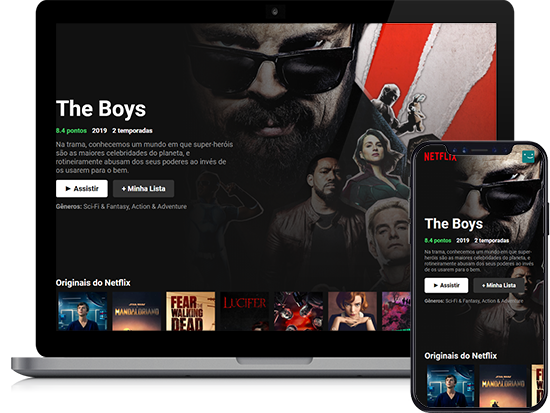 The Boys
8.4 pontos 2019 2 temporadas
Na trama, conhecemos um mundo em que super-heróis
são as maiores celebridades do planeta, e
rotineiramente abusam dos seus poderes ao invés de
os usarem para o bem.
Assistir + Minha Lista
Gêneros: Sci-Fi & Fantasy, Action & Adventure
Originais do Netflix
STAR WARS
MANDALORIAN
FEAR
THE
WALKING
DEAD
LUCIFER
NETFLIX
The Boys
8.4 pontos 2019 2 temporadas
Na trama, conhecemos um mundo em que super-
heróis são as maiores celebridades do planeta, e
rotineiramente abusam dos seus poderes ao invés
de os usarem para o bem.
Assistir + Minha Lista
Gêneros: Sci-Fi & Fantasy, Action & Adventure
Originais do Netflix
STAR WARS
MANDALORIAN